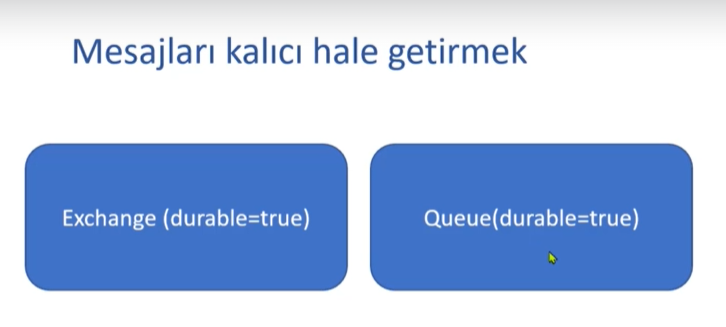 Mesajları kalıcı hale getirmek
Exchange (durable=true)
Queue(durable=true)